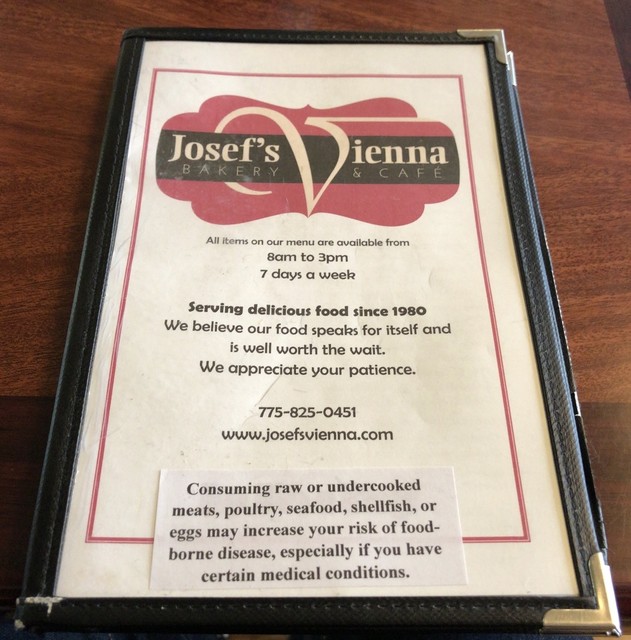 Josef's Vienna
BAKERY & CAFÉ
All items on our menu are available from
8am to 3pm
7 days a week
Serving delicious food since 1980
We believe our food speaks for itself and
is well worth the wait.
We appreciate your patience.
775-825-0451
www.josefsvienna.com
Consuming raw or undercooked
meats, poultry, seafood, shellfish, or
eggs may increase your risk of food-
borne disease, especially if you have
certain medical conditions.